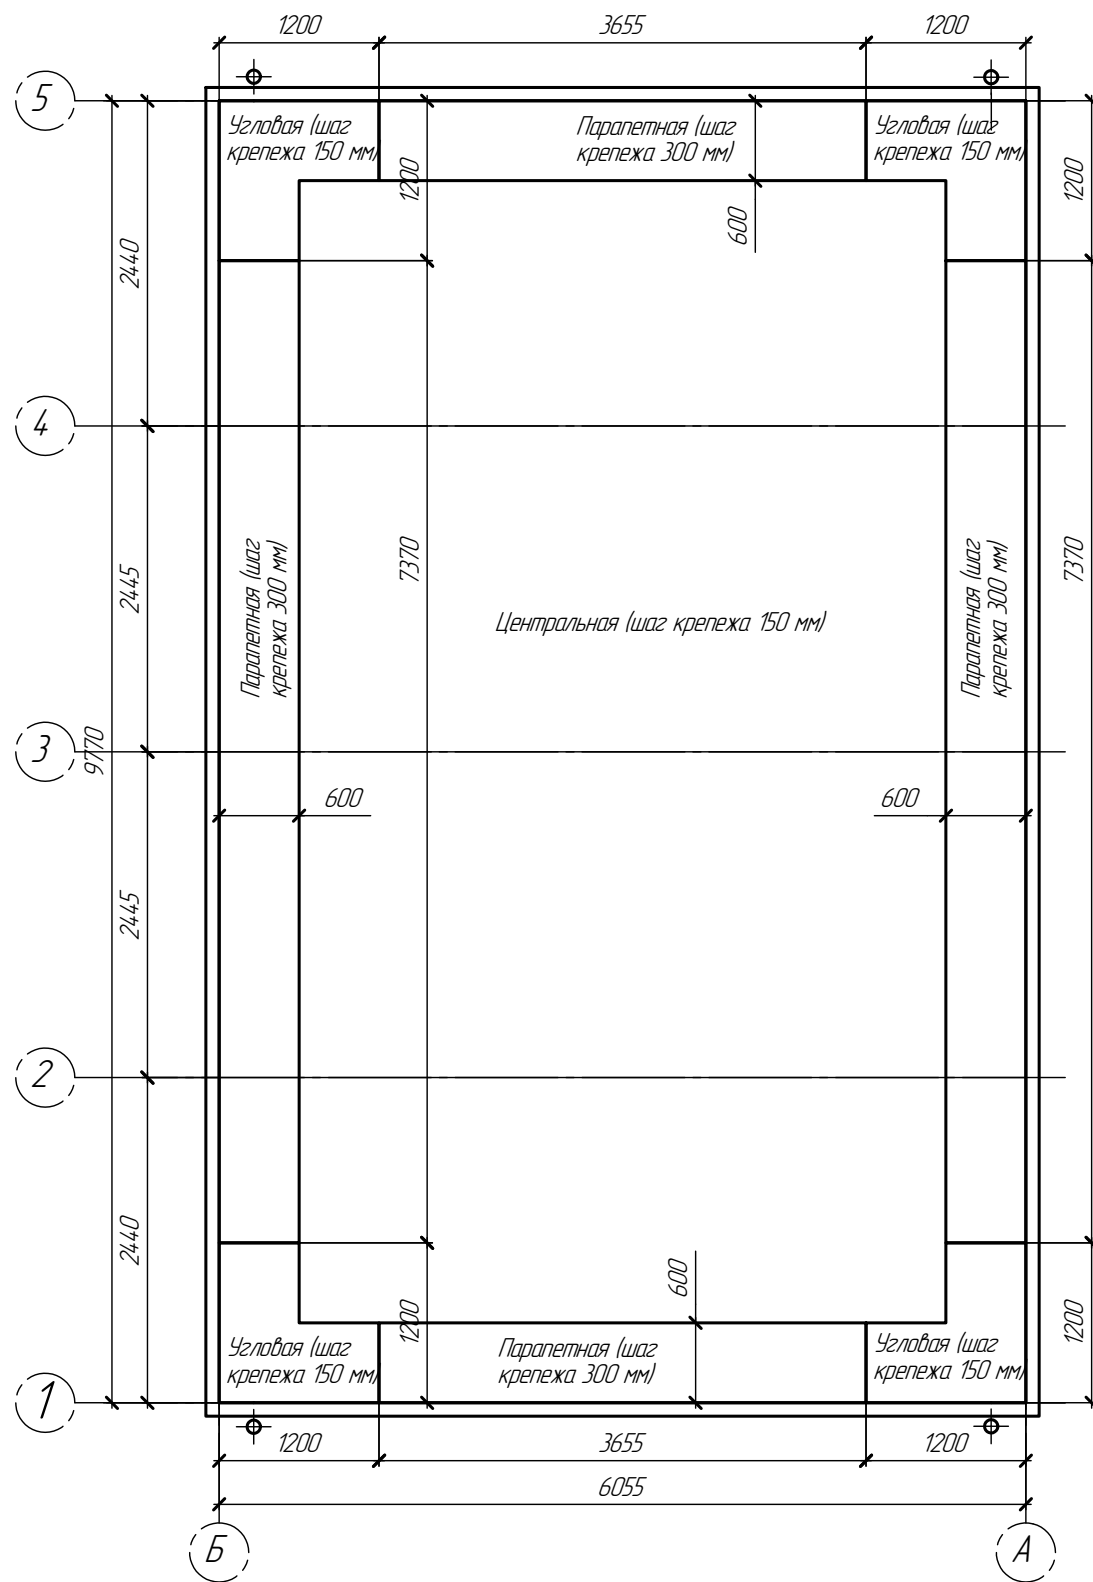 1200 3655 1200
5
Угловая (шаг
крепежа 150 мм)
Парапетная (шаг
крепежа 300 мм)
Угловая (шаг
крепежа 150 мм)
1200
1200
600
2440
4
Парапетная (шаг
крепежа 300 мм)
7370
2445
Центральная (шаг крепежа 150 мм)
Парапетная (шаг
крепежа 300 мм)
7370
3
9770
600
600
2445
2
2440
600
1200
1200
Угловая (шаг
крепежа 150 мм)
Парапетная (шаг
крепежа 300 мм)
Угловая (шаг
крепежа 150 мм)
1
1200 3655 1200
6055
Б А